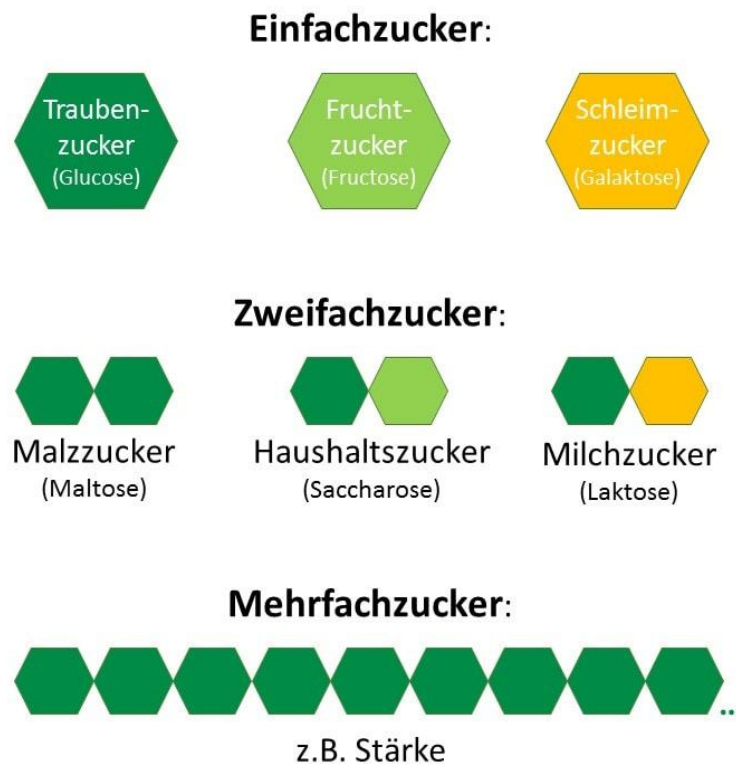 Einfachzucker:
Trauben-
zucker
(Glucose)
Frucht-
zucker
(Fructose)
Schleim-
zucker
(Galaktose)
Zweifachzucker:
Malzzucker
(Maltose)
Haushaltszucker
(Saccharose)
Milchzucker
(Laktose)
Mehrfachzucker:
..
z.B. Stärke